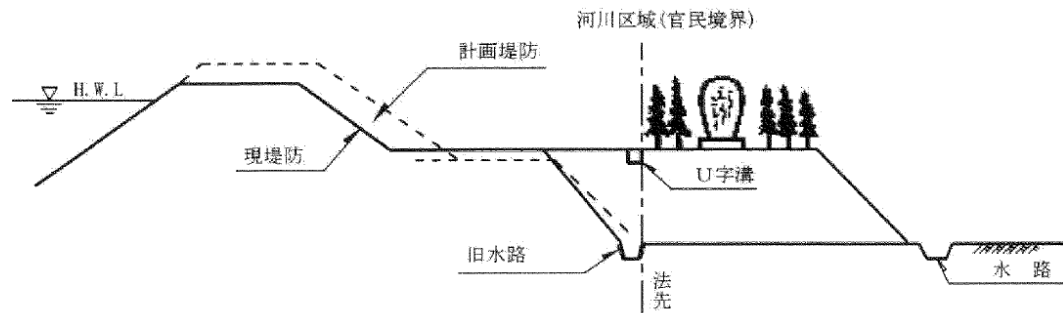 河川区域(官民境界)
計画堤防
H.W.L
現堤防
U字溝
旧水路
法先
水 路